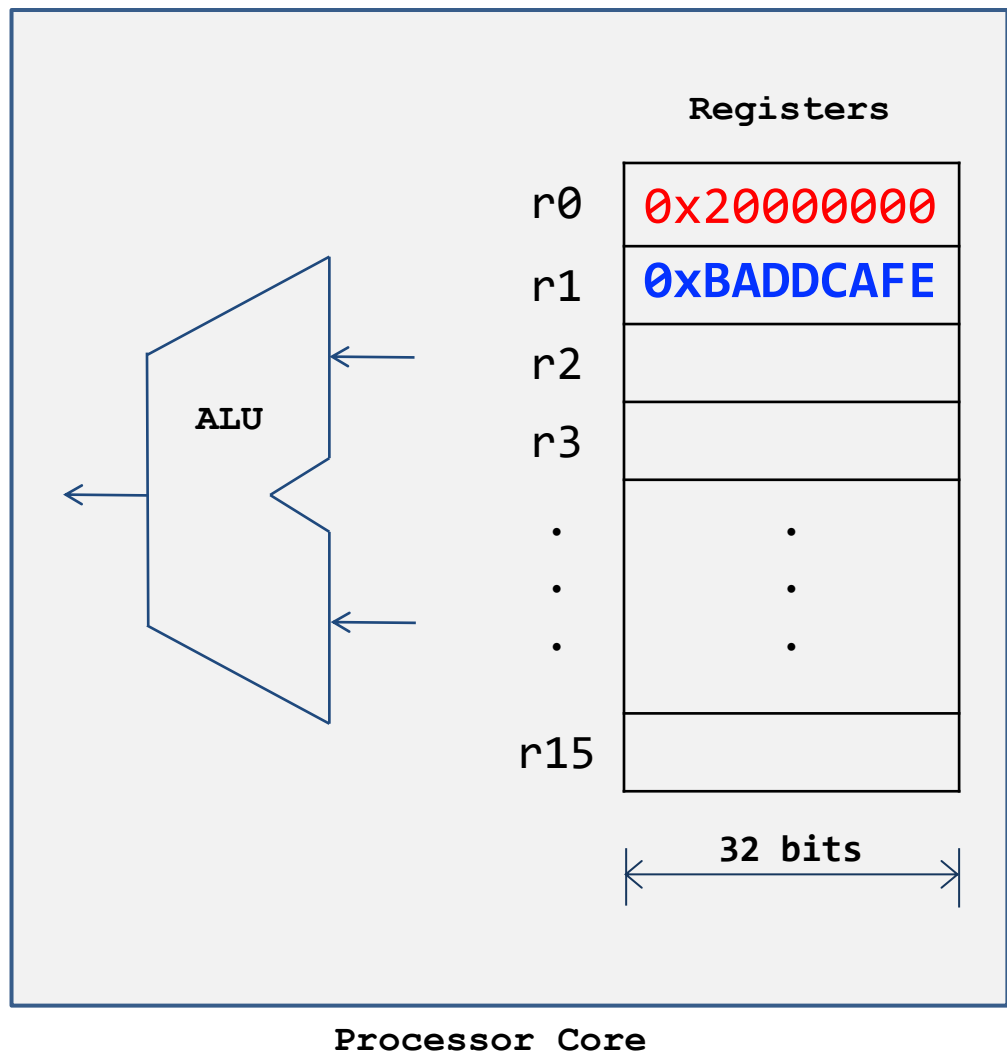 Registers
r0 0x20000000
r1 0xBADDCAFE
r2
ALU
r3
. .
. .
. .
r15
32 bits
Processor Core